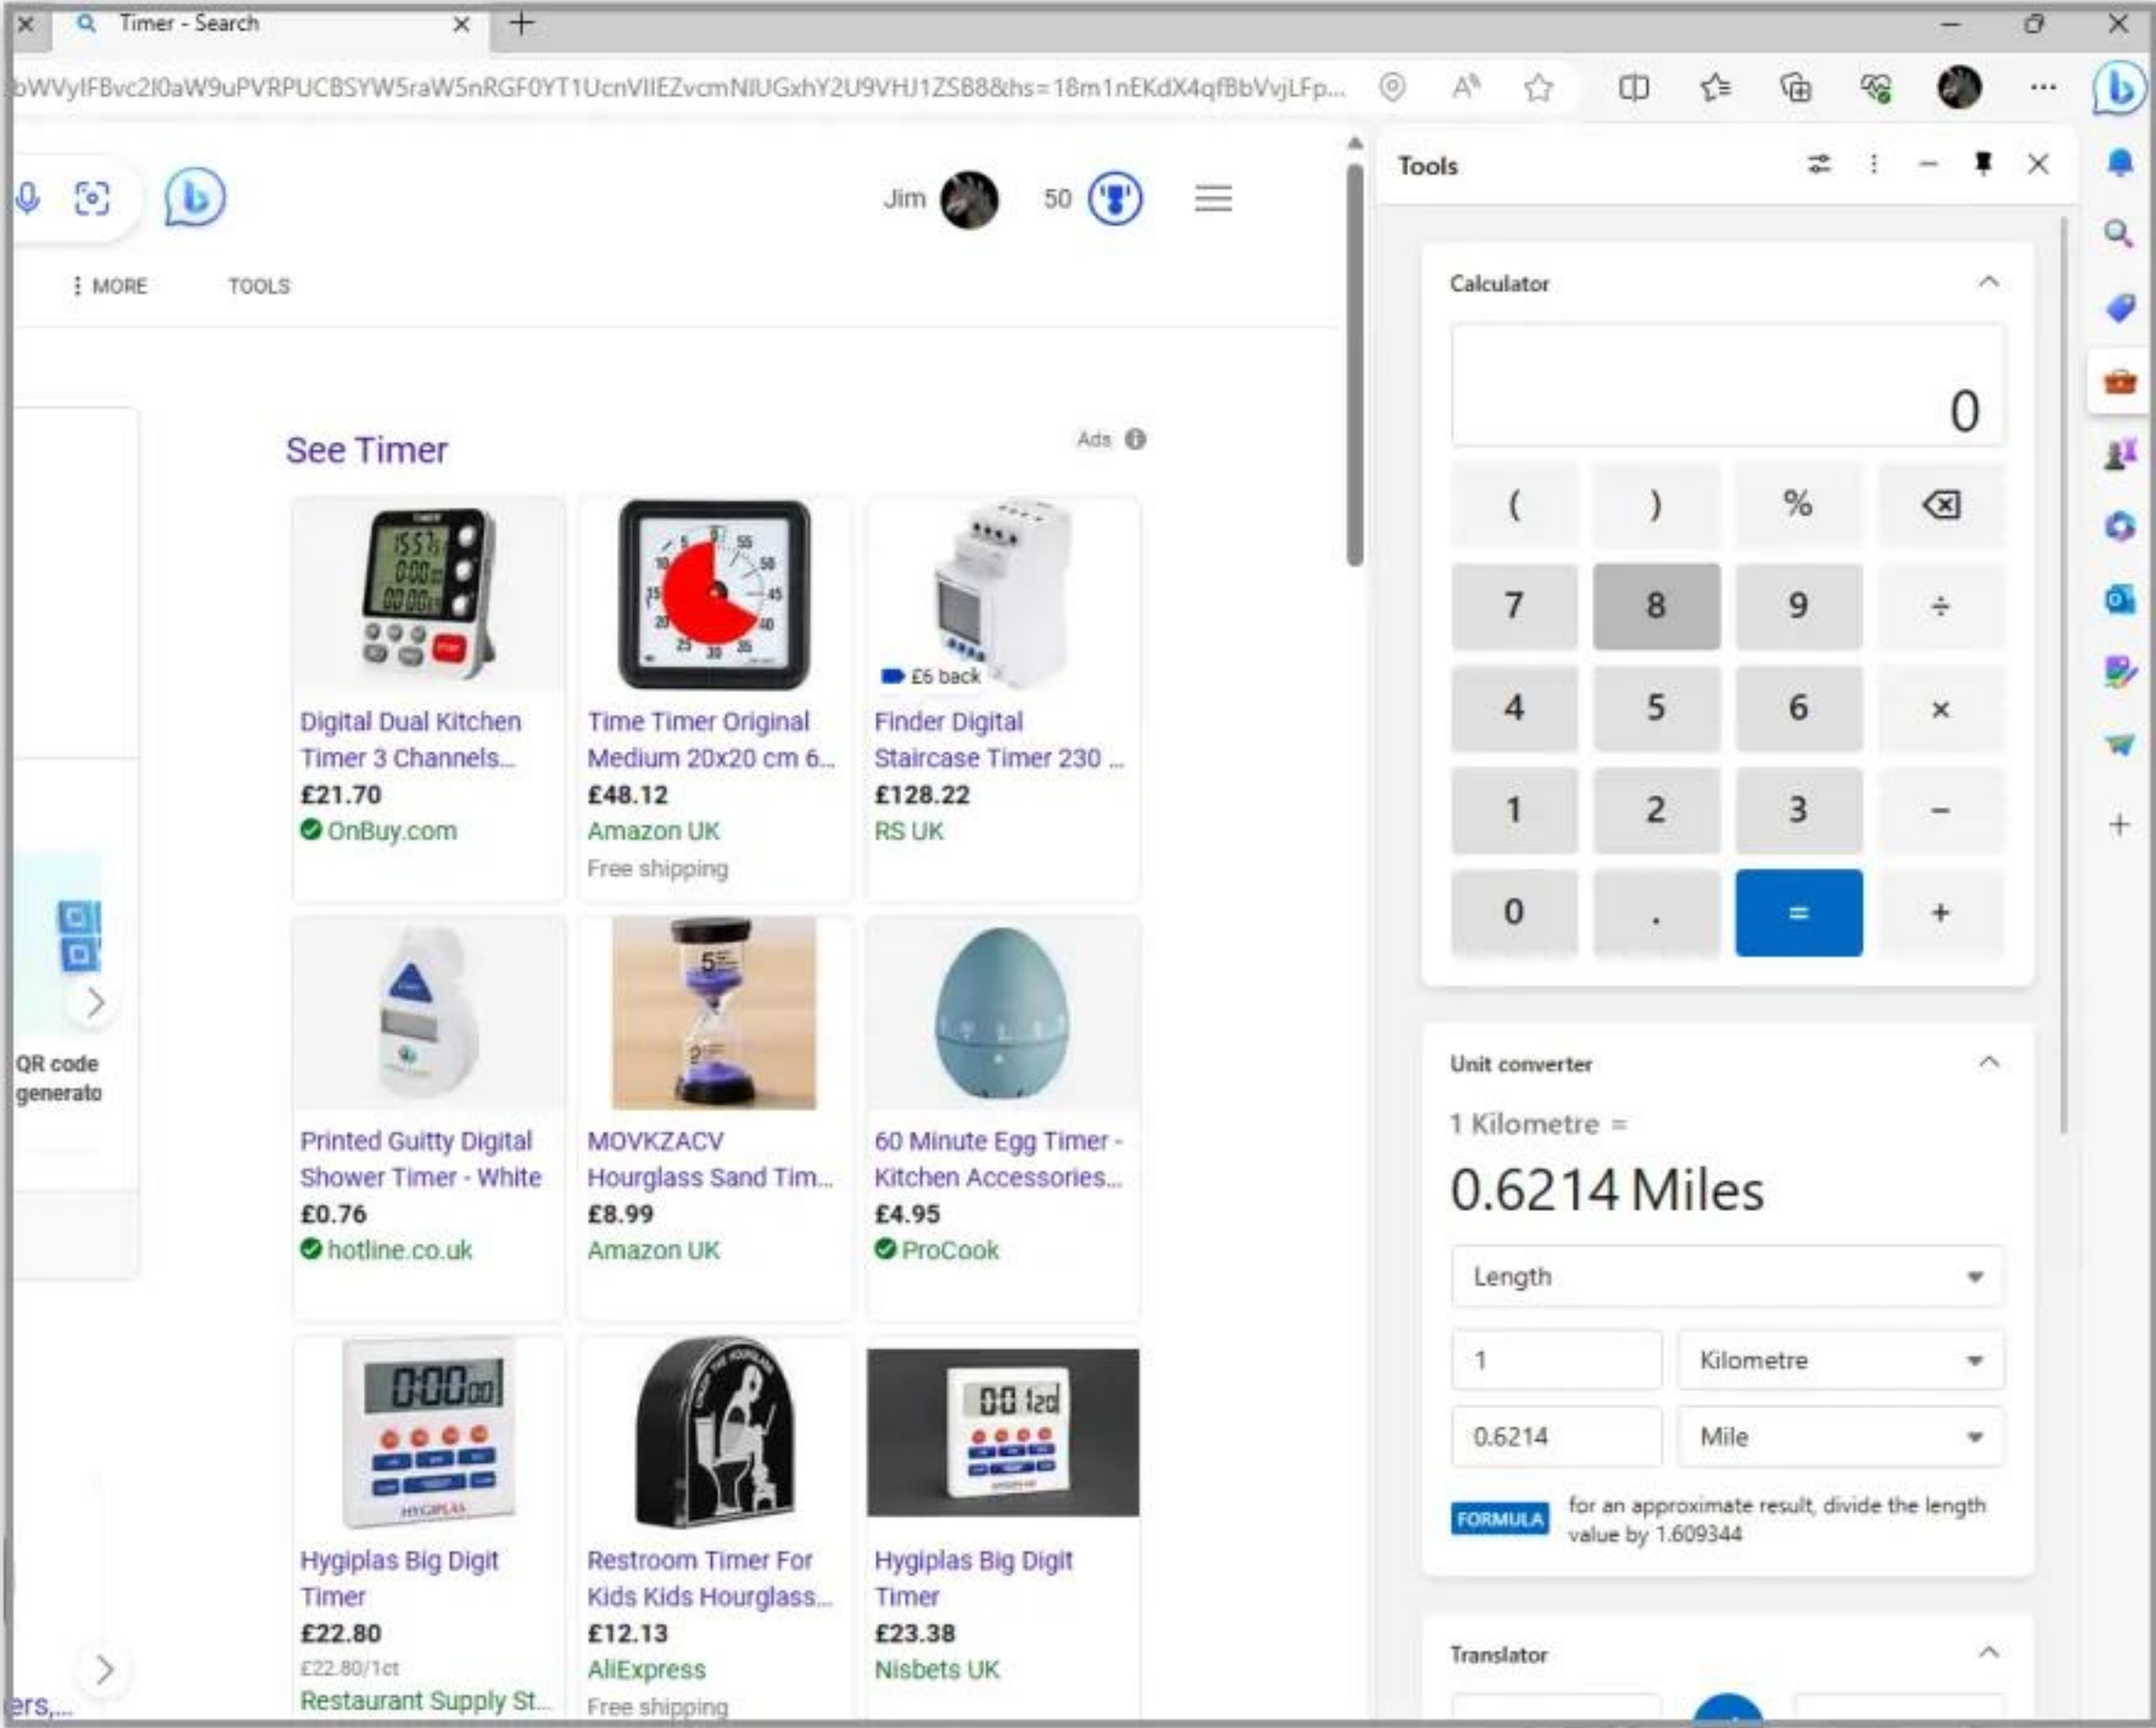 Timer - Search
Jim
50
MORE
TOOLS
See Timer
Ads
£6 back
Digital Dual Kitchen
Timer 3 Channels...
£21.70
OnBuy.com
Time Timer Original
Medium 20x20 cm 6...
£48.12
Amazon UK
Free shipping
Finder Digital
Staircase Timer 230 ...
£128.22
RS UK
QR code
generato
Printed Guitty Digital
Shower Timer - White
£0.76
hotline.co.uk
MOVKZACV
Hourglass Sand Tim...
£8.99
Amazon UK
60 Minute Egg Timer -
Kitchen Accessories...
£4.95
ProCook
HYGIPLAS
Hygiplas Big Digit
Timer
£22.80
£22.80/1ct
Restaurant Supply St...
Restroom Timer For
Kids Kids Hourglass...
£12.13
AliExpress
Free shipping
Hygiplas Big Digit
Timer
£23.38
Nisbets UK
ers,...
Tools
Calculator
0
( ) %
7 8 9 ÷
4 5 6 ×
1 2 3 −
0 . = +
Unit converter
1 Kilometre =
0.6214 Miles
Length
1 Kilometre
0.6214 Mile
FORMULA for an approximate result, divide the length
value by 1.609344
Translator